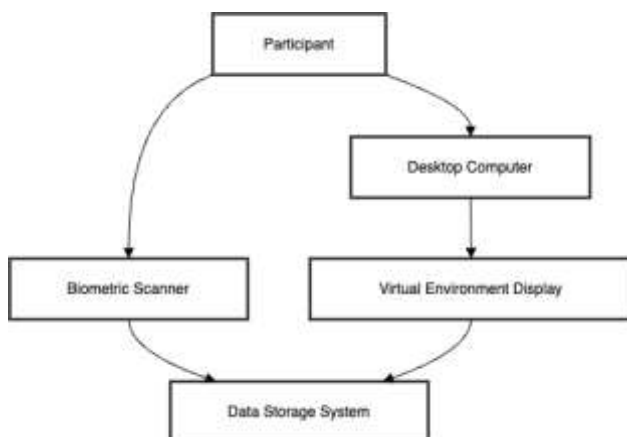 Participant
Desktop Computer
Biometric Scanner
Virtual Environment Display
Data Storage System